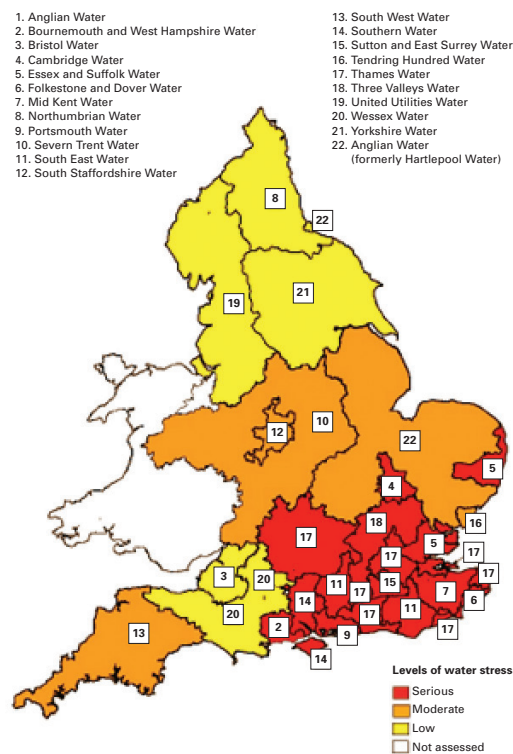 1. Anglian Water
2. Bournemouth and West Hampshire Water
3. Bristol Water
4. Cambridge Water
5. Essex and Suffolk Water
6. Folkestone and Dover Water
7. Mid Kent Water
8. Northumbrian Water
9. Portsmouth Water
10. Severn Trent Water
11. South East Water
12. South Staffordshire Water
13. South West Water
14. Southern Water
15. Sutton and East Surrey Water
16. Tendring Hundred Water
17. Thames Water
18. Three Valleys Water
19. United Utilities Water
20. Wessex Water
21. Yorkshire Water
22. Anglian Water
(formerly Hartlepool Water)
8
22
21
19
10
12
22
5
4
16
18
17
5
17
17
3
20
17
15
11
7
6
14
17
11
20
17
2
9
17
13
14
Levels of water stress
Serious
Moderate
Low
Not assessed